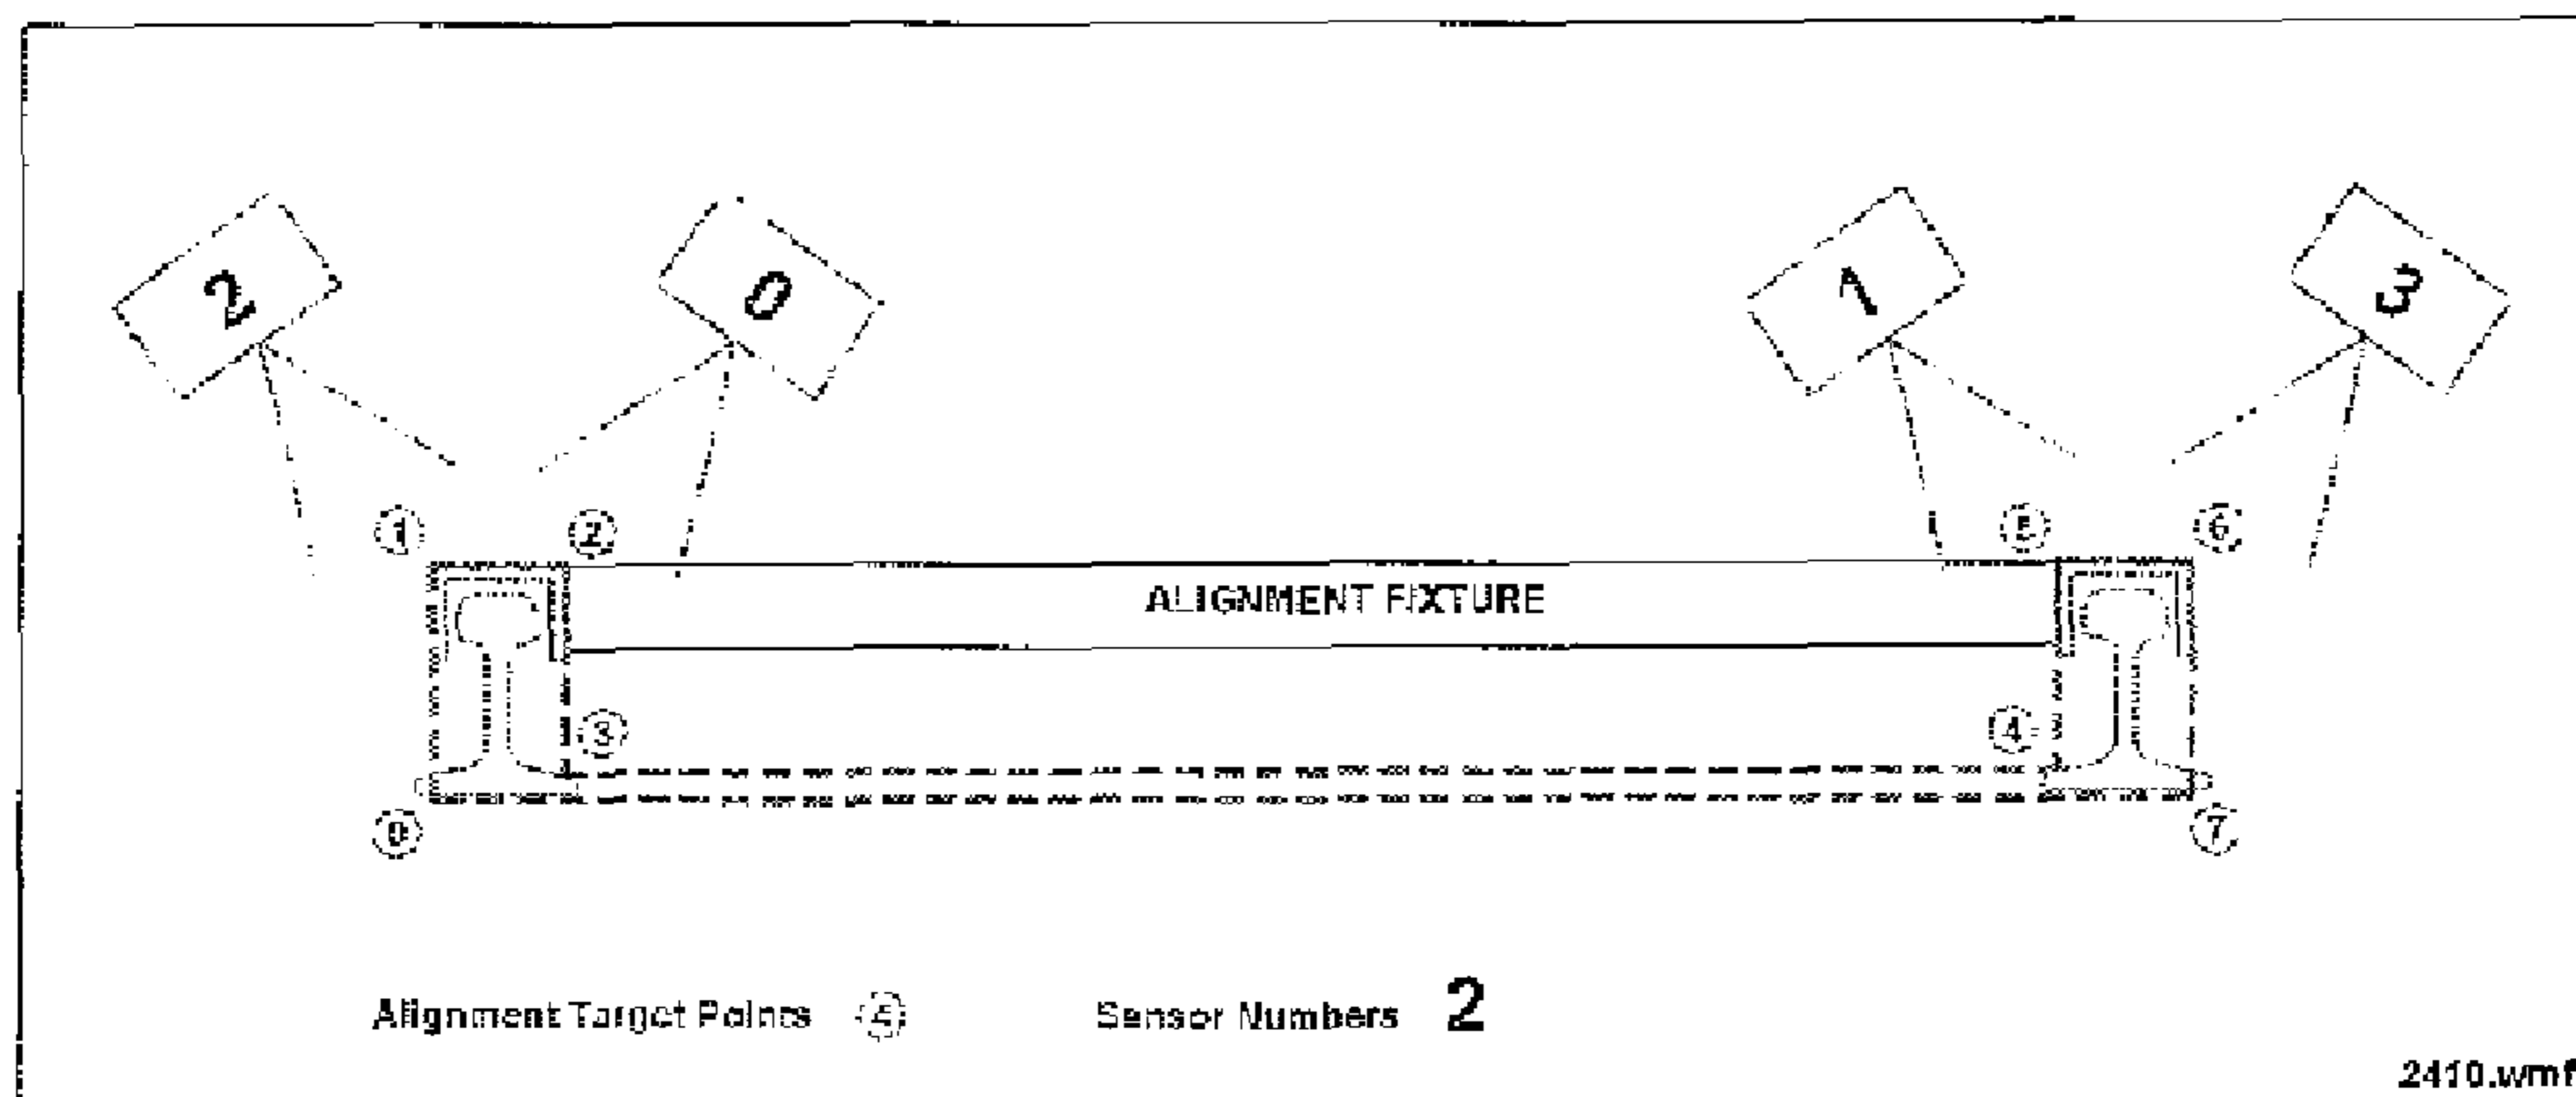 2 0 1 3
1 2 5 6
ALIGNMENT FIXTURE
3 4
0 7
Alignment Target Points 4 Sensor Numbers 2
2410.wmf